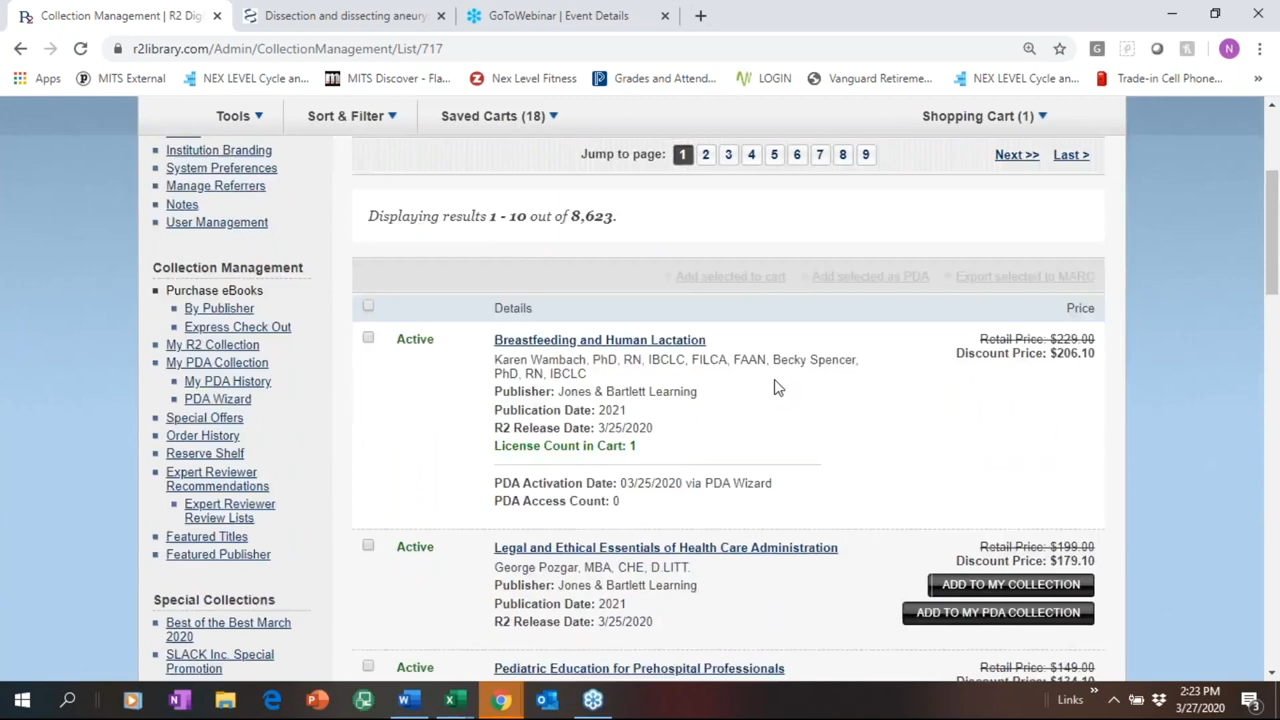 Collection Management | R2 Dig
Dissection and dissecting aneury
GoToWebinar | Event Details
r2library.com/Admin/CollectionManagement/List/717
N
Apps
MITS External
NEX LEVEL Cycle an...
MITS Discover - Fla...
Next Level Fitness
Grades and Attend...
LOGIN
Vanguard Retireme...
NEX LEVEL Cycle an...
Trade-in Cell Phone...
Tools
Sort & Filter
Saved Carts (18)
Shopping Cart (1)
Institution Branding
System Preferences
Manage Referrers
Notes
User Management
Collection Management
Purchase eBooks
By Publisher
Express Check Out
My R2 Collection
My PDA Collection
My PDA History
PDA Wizard
Special Offers
Order History
Reserve Shelf
Expert Reviewer
Recommendations
Expert Reviewer
Review Lists
Featured Titles
Featured Publisher
Special Collections
Best of the Best March
2020
SLACK Inc. Special
Promotion
Jump to page: 1 2 3 4 5 6 7 8 9 Next >> Last >
Displaying results 1 - 10 out of 8,623.
Add selected to cart
Add selected as PDA
Export selected to MARC
Details
Price
Active
Breastfeeding and Human Lactation
Karen Wambach, PhD, RN, IBCLC, FILCA, FAAN, Becky Spencer,
PhD, RN, IBCLC
Publisher: Jones & Bartlett Learning
Publication Date: 2021
R2 Release Date: 3/25/2020
License Count in Cart: 1
PDA Activation Date: 03/25/2020 via PDA Wizard
PDA Access Count: 0
Retail Price: $229.00
Discount Price: $206.10
Active
Legal and Ethical Essentials of Health Care Administration
George Pozgar, MBA, CHE, D.LITT.
Publisher: Jones & Bartlett Learning
Publication Date: 2021
R2 Release Date: 3/25/2020
Retail Price: $199.00
Discount Price: $179.10
ADD TO MY COLLECTION
ADD TO MY PDA COLLECTION
Active
Pediatric Education for Prehospital Professionals
Retail Price: $149.00
Links
2:23 PM
3/27/2020
3